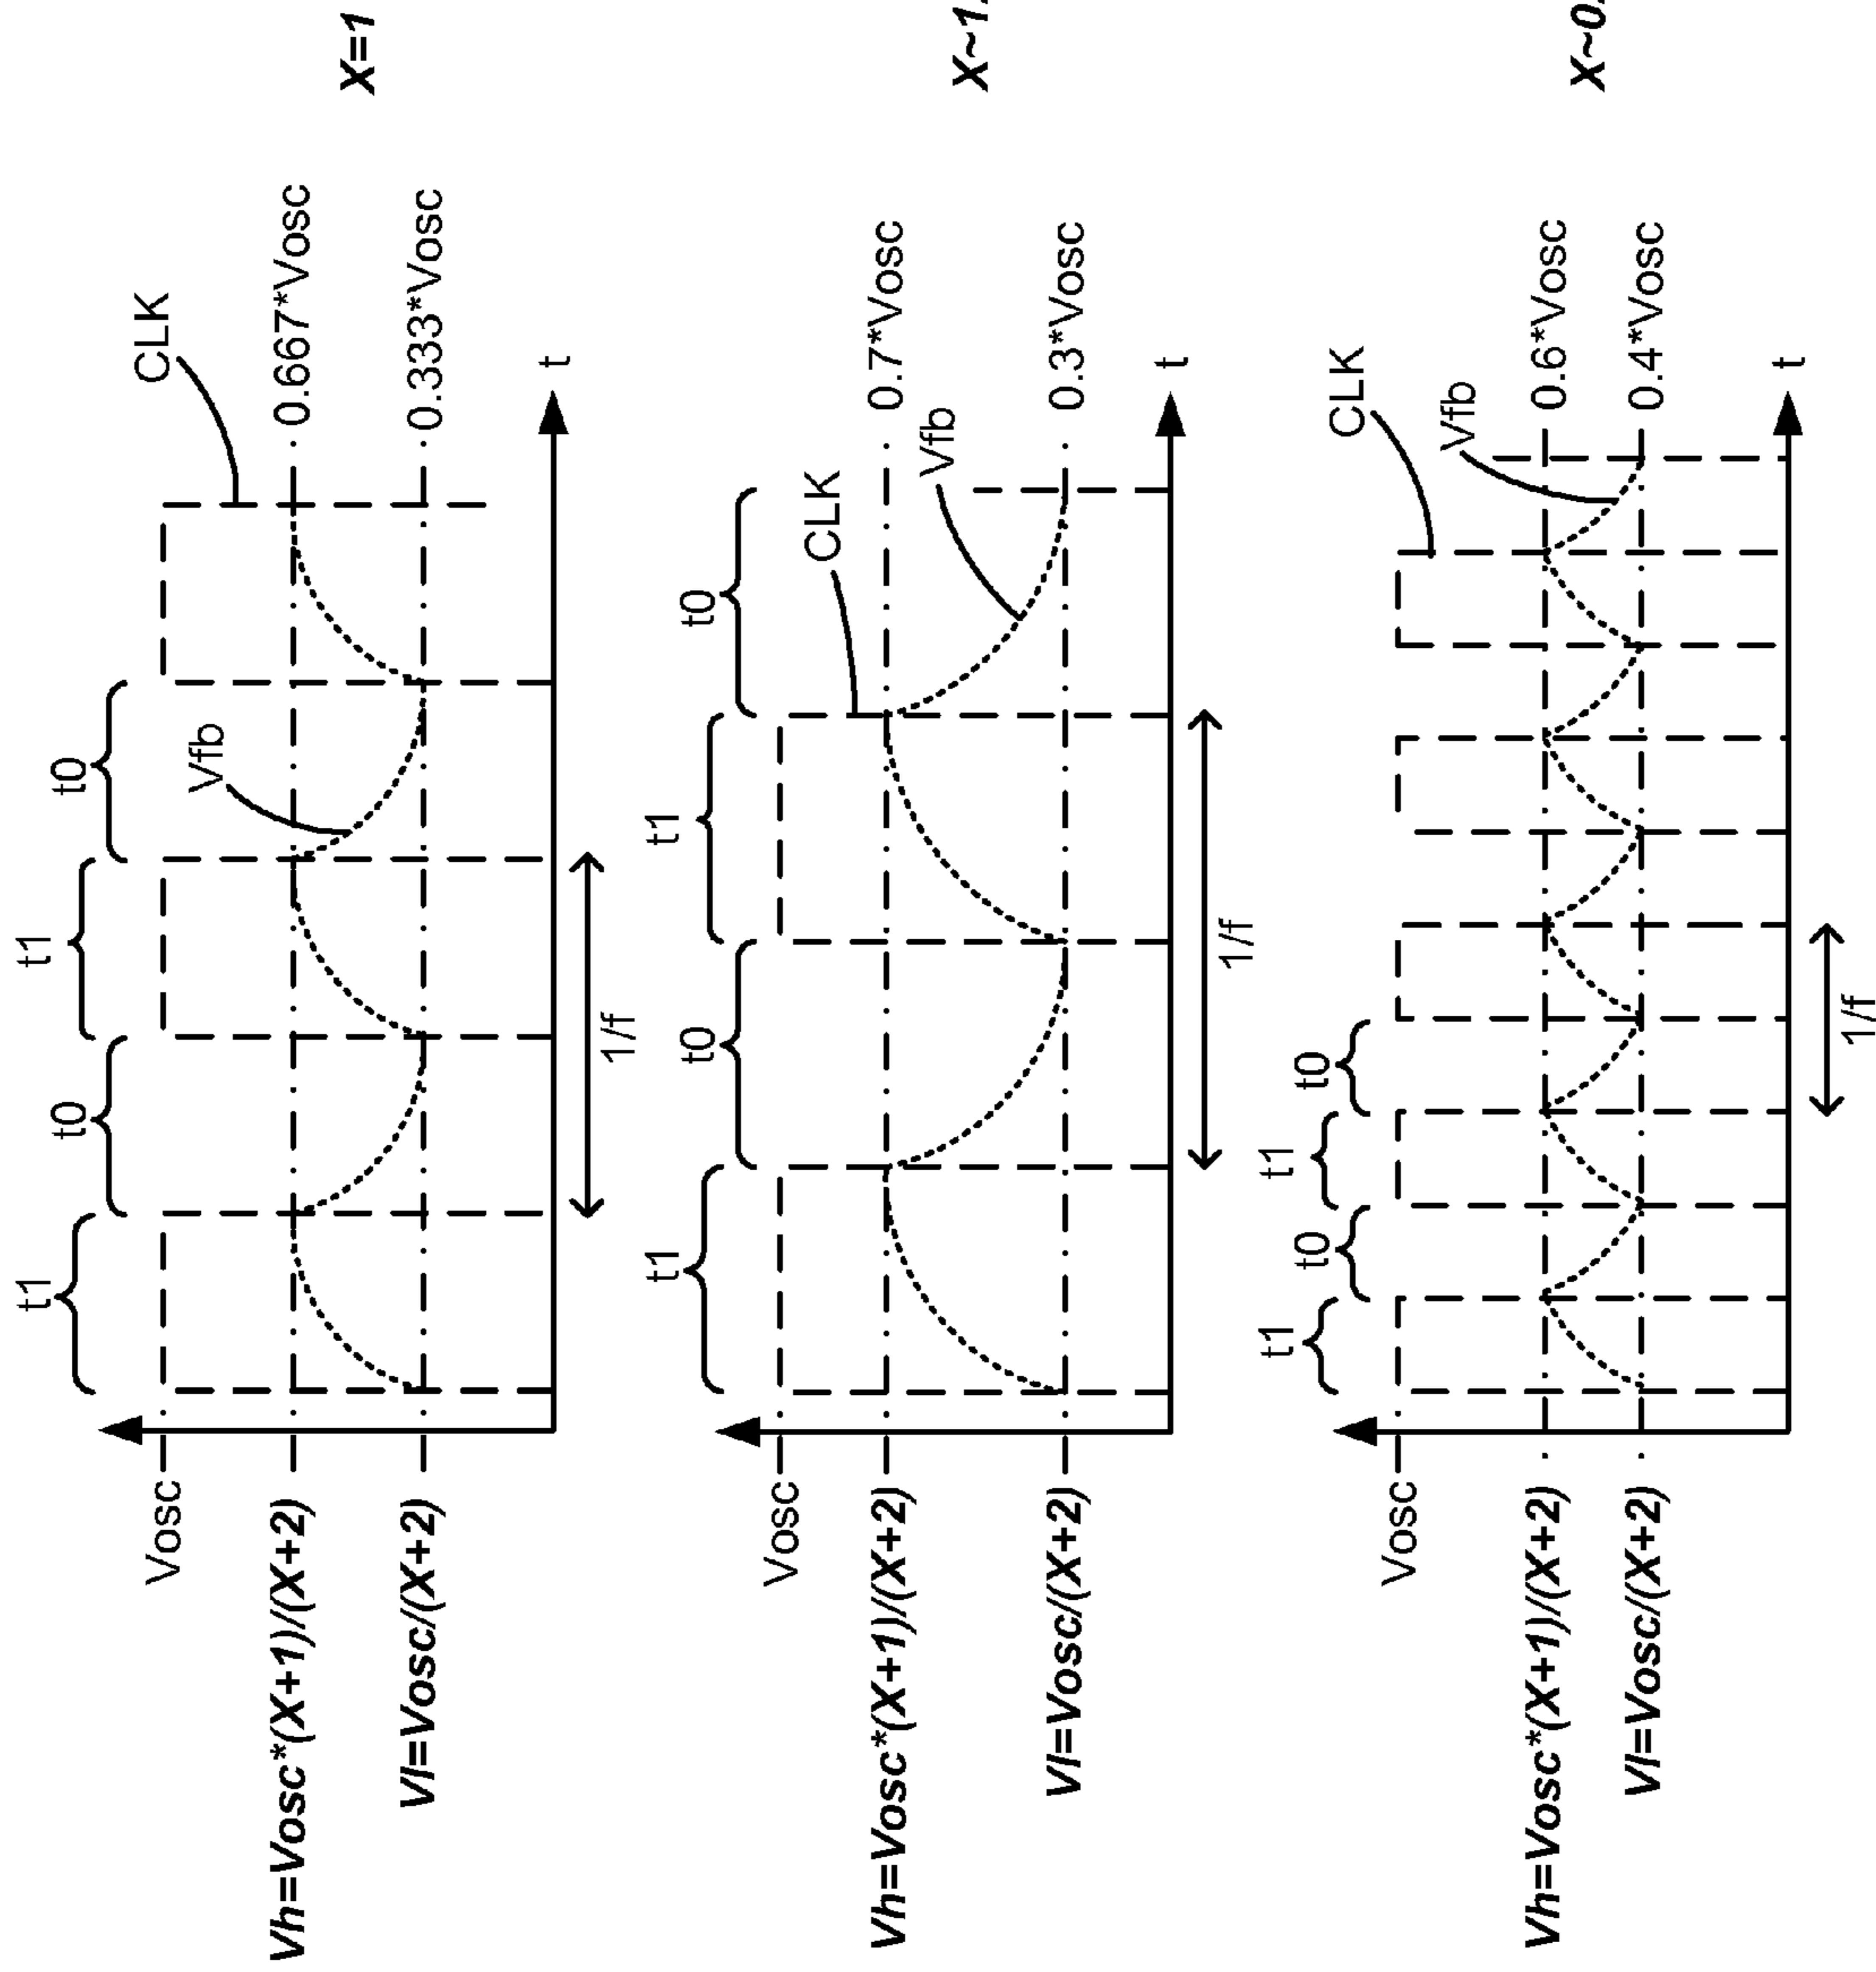 t1
t0
t1
t0
CLK
Vfb
Vosc
Vh=Vosc*(X+1)/(X+2)
0.667*Vosc
X=1
Vl=Vosc/(X+2)
0.333*Vosc
t
1/f
t1
t0
t1
t0
CLK
Vfb
Vosc
Vh=Vosc*(X+1)/(X+2)
0.7*Vosc
X~1.
Vl=Vosc/(X+2)
0.3*Vosc
t
1/f
t1
t0
t1
t0
CLK
Vfb
Vosc
Vh=Vosc*(X+1)/(X+2)
0.6*Vosc
X~0.
Vl=Vosc/(X+2)
0.4*Vosc
t
1/f